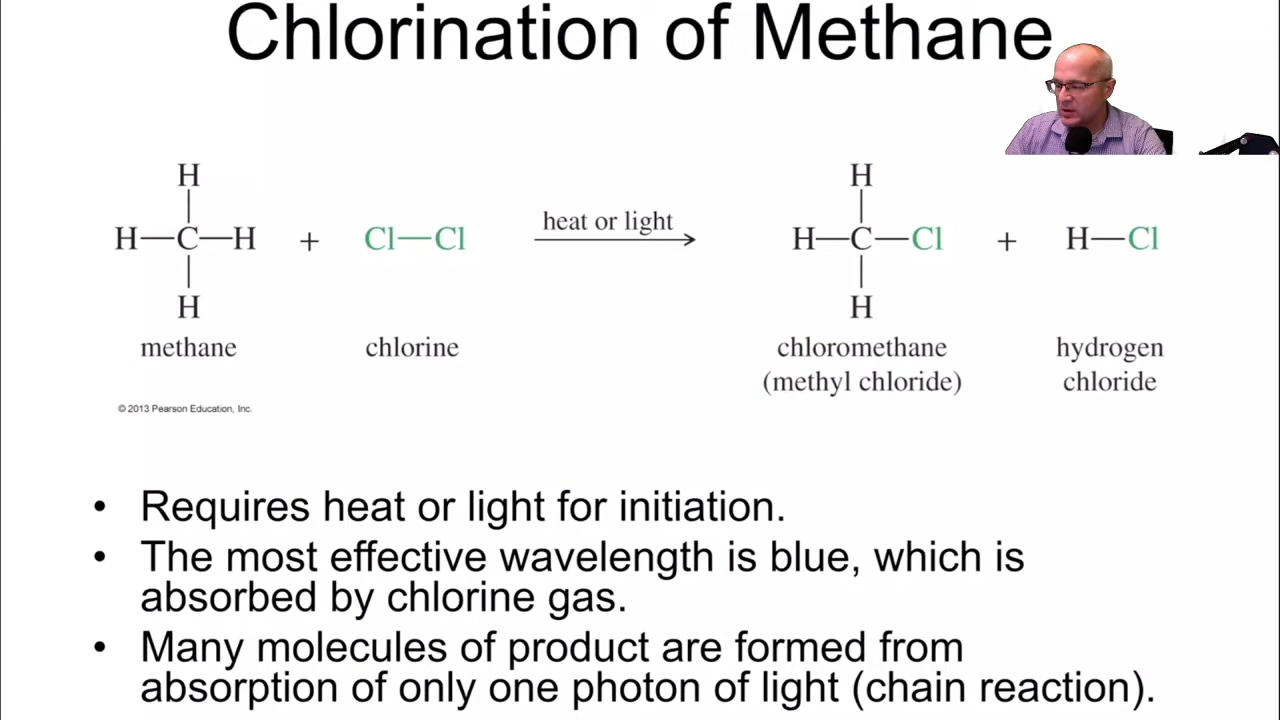 Chlorination of Methane
H
H—C—H + Cl—Cl heat or light H—C—Cl + H—Cl
H
H
H
methane chlorine chloromethane hydrogen
(methyl chloride) chloride
© 2013 Pearson Education, Inc.
• Requires heat or light for initiation.
• The most effective wavelength is blue, which is
absorbed by chlorine gas.
• Many molecules of product are formed from
absorption of only one photon of light (chain reaction).